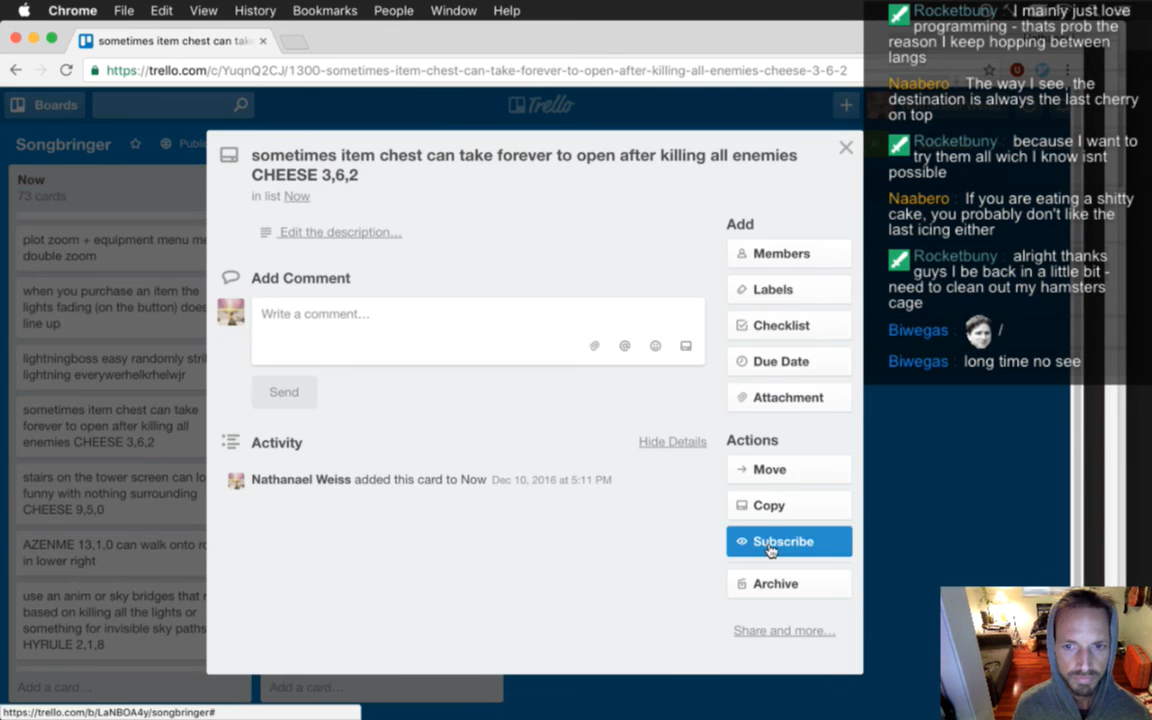 Chrome File Edit View History Bookmarks People Window Help
sometimes item chest can take
https://trello.com/c/YuqnQ2CJ/1300-sometimes-item-chest-can-take-forever-to-open-after-killing-all-enemies-cheese-3-6-2
Boards
Trello
Songbringer
Now
73 cards
plot zoom + equipment menu
double zoom
when you purchase an item the
lights fading (on the button)
line up
lightningboss easy randomly
lightning everywerhelkrhelwjr
sometimes item chest can take
forever to open after killing all
enemies CHEESE 3,6,2
stairs on the tower screen can
funny with nothing surrounding
CHEESE 9,5,0
AZENME 13,1,0 can walk onto
in lower right
use an anim or sky bridges that
based on killing all the lights or
something for invisible sky paths
HYRULE 2,1,8
Add a card…
Add a card…
https://trello.com/b/LaNBOA4y/songbringer#
sometimes item chest can take forever to open after killing all enemies
CHEESE 3,6,2
in list Now
Edit the description…
Add Comment
Write a comment…
Send
Activity
Hide Details
Nathanael Weiss added this card to Now Dec 10, 2016 at 5:11 PM
Add
Members
Labels
Checklist
Due Date
Attachment
Actions
Move
Copy
Subscribe
Archive
Share and more…
Rocketbuny : I mainly just love
programming - thats prob the
reason I keep hopping between
langs
Naabero : The way I see, the
destination is always the last cherry
on top
Rocketbuny : because I want to
try them all wich I know isnt
possible
Naabero : If you are eating a shitty
cake, you probably don't like the
last icing either
Rocketbuny : alright thanks
guys I be back in a little bit -
need to clean out my hamsters
cage
Biwegas : /
Biwegas : long time no see